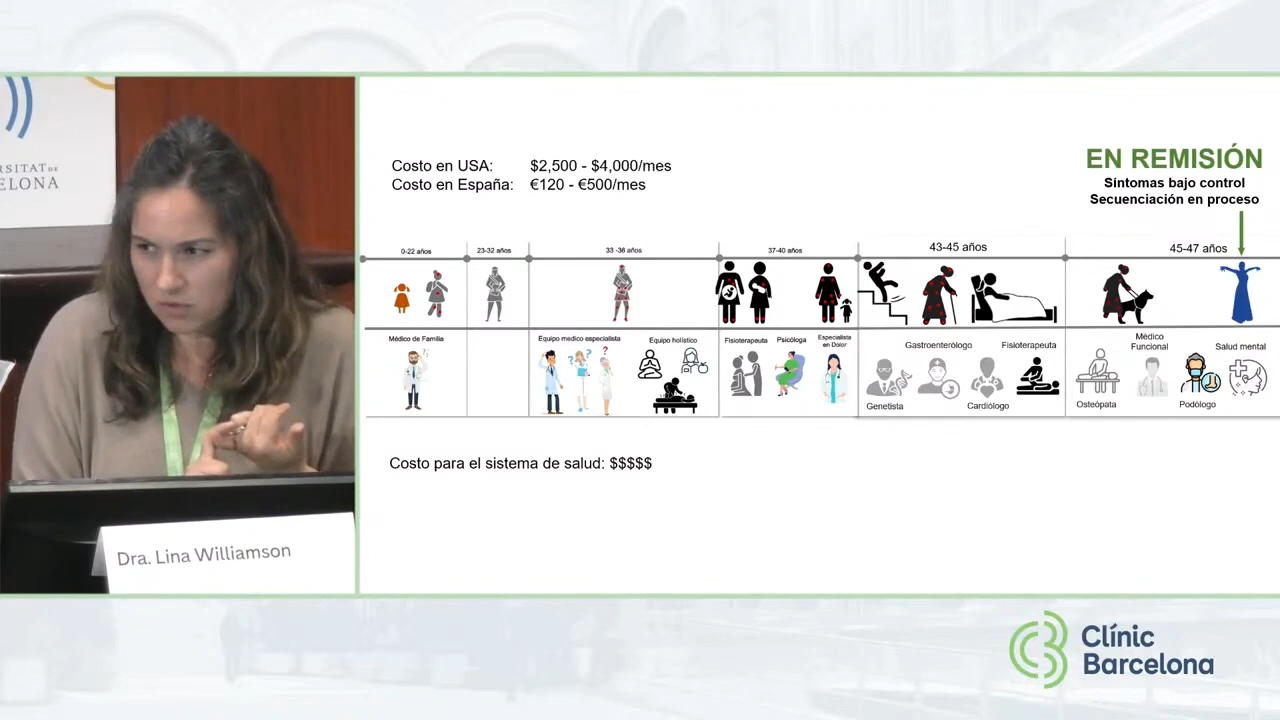 Costo en USA: $2,500 - $4,000/mes
Costo en España: €120 - €500/mes
EN REMISIÓN
Síntomas bajo control
Secuenciación en proceso
0-22 años
23-32 años
33 -36 años
37-40 años
43-45 años
45-47 años
Médico de Familia
Equipo medico especialista
Equipo holístico
Fisioterapeuta
Psicóloga
Especialista
en Dolor
Gastroenterólogo
Fisioterapeuta
Genetista
Cardiólogo
Médico
Funcional
Salud mental
Osteópata
Podólogo
Costo para el sistema de salud: $$$$$
RSITAT DE
ELONA
Dra. Lina Williamson
Clínic
Barcelona